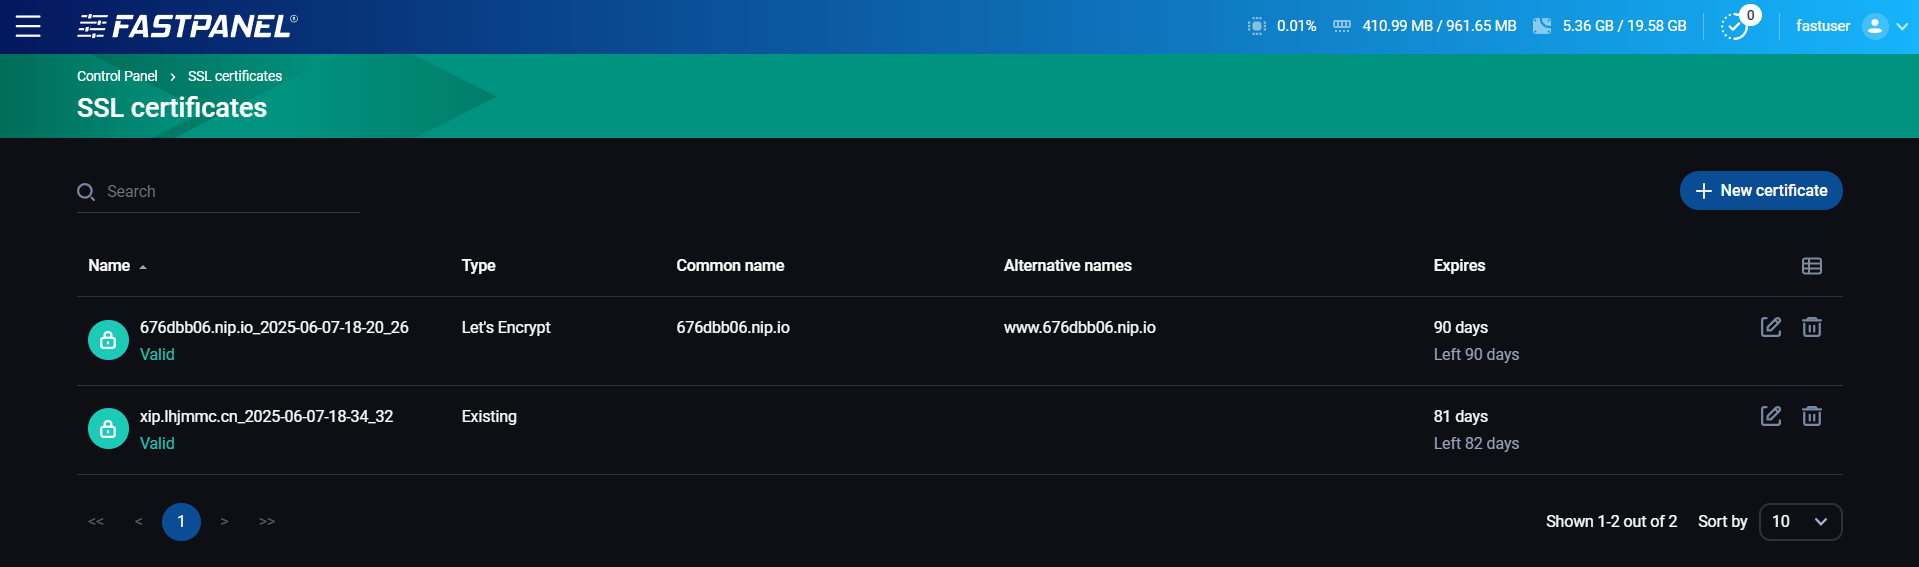 FASTPANEL®
0.01%
410.99 MB / 961.65 MB
5.36 GB / 19.58 GB
0
fastuser
Control Panel > SSL certificates
SSL certificates
Search
+ New certificate
Name Type Common name Alternative names Expires
676dbb06.nip.io_2025-06-07-18-20_26 Let's Encrypt 676dbb06.nip.io www.676dbb06.nip.io 90 days
Valid Left 90 days
xip.lhjmmc.cn_2025-06-07-18-34_32 Existing 81 days
Valid Left 82 days
<< < 1 > >> Shown 1-2 out of 2 Sort by 10